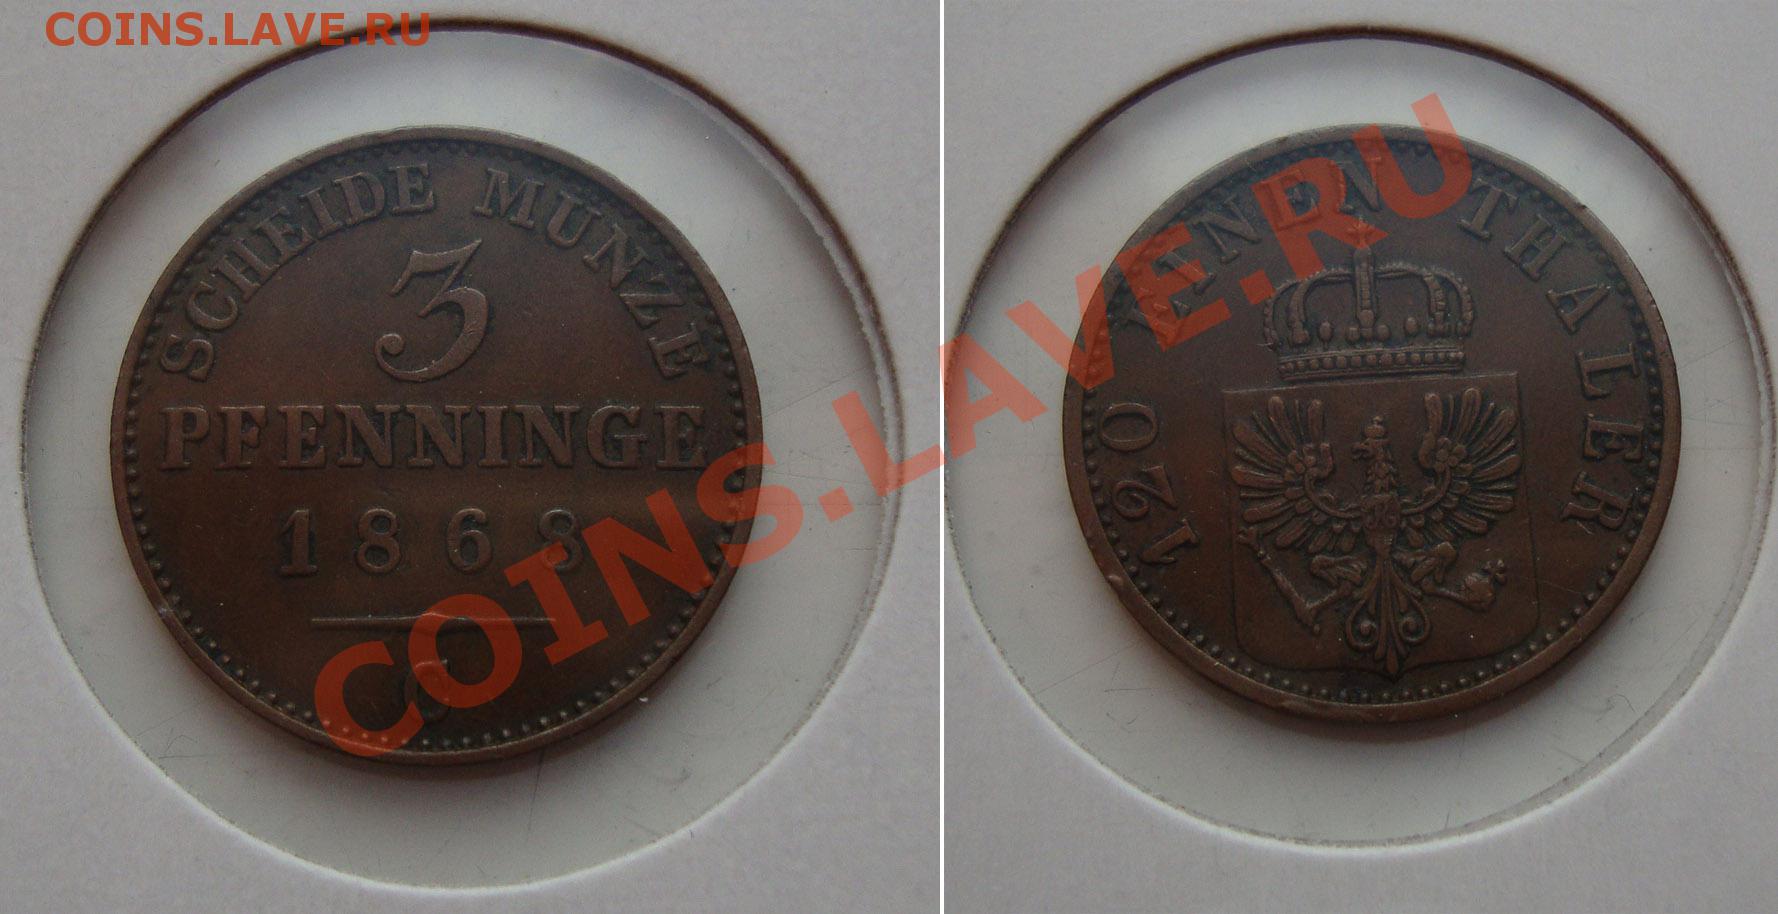 COINS.LAVE.RU
SCHEIDE MUNZE
3
PFENNINGE
1868
C
120 EINEN THALER
COINS.LAVE.RU